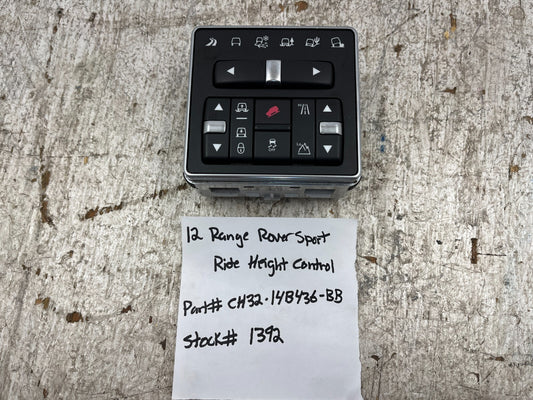 12 Range Rover Sport
Ride Height Control
Part# CH32-14B436-BB
Stock# 1392